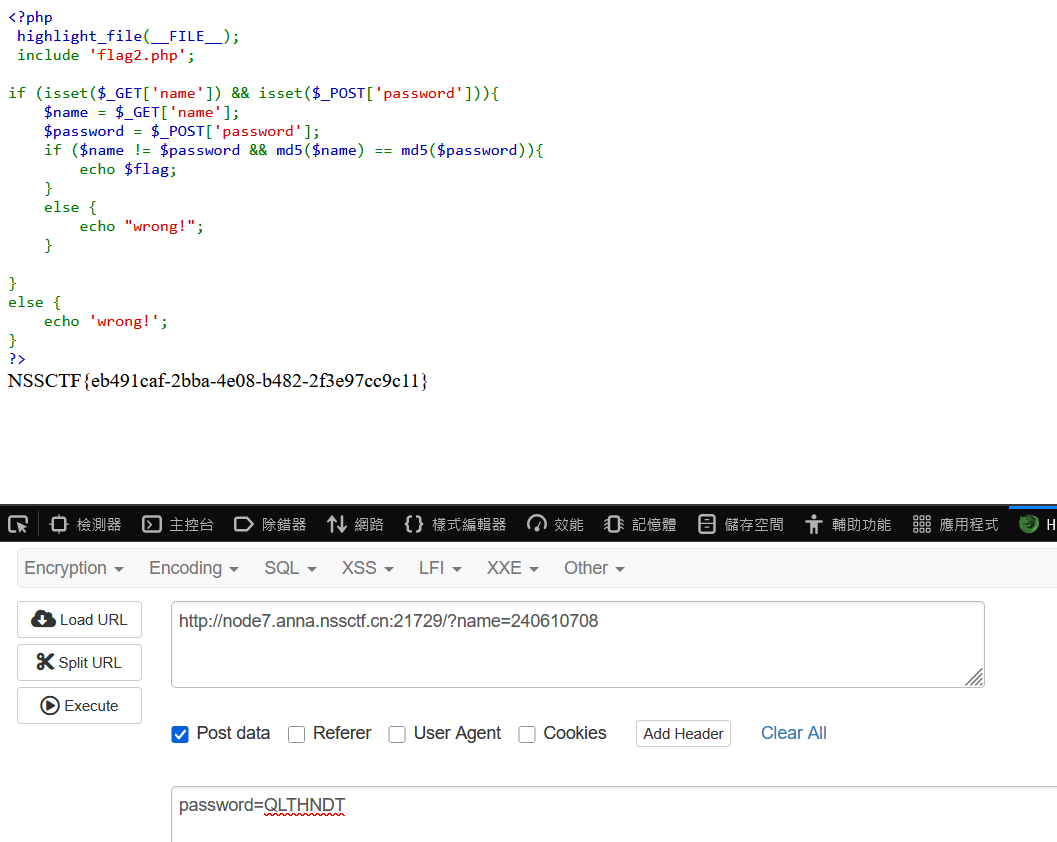 <?php
 highlight_file(__FILE__);
 include 'flag2.php';
if (isset($_GET['name']) && isset($_POST['password'])){
    $name = $_GET['name'];
    $password = $_POST['password'];
    if ($name != $password && md5($name) == md5($password)){
        echo $flag;
    }
    else {
        echo "wrong!";
    }
}
else {
    echo 'wrong!';
}
?>
NSSCTF{eb491caf-2bba-4e08-b482-2f3e97cc9c11}
檢測器 主控台 除錯器 網路 樣式編輯器 效能 記憶體 儲存空間 輔助功能 應用程式 H
Encryption Encoding SQL XSS LFI XXE Other
Load URL
http://node7.anna.nssctf.cn:21729/?name=240610708
Split URL
Execute
Post data Referer User Agent Cookies Add Header Clear All
password=QLTHNDT